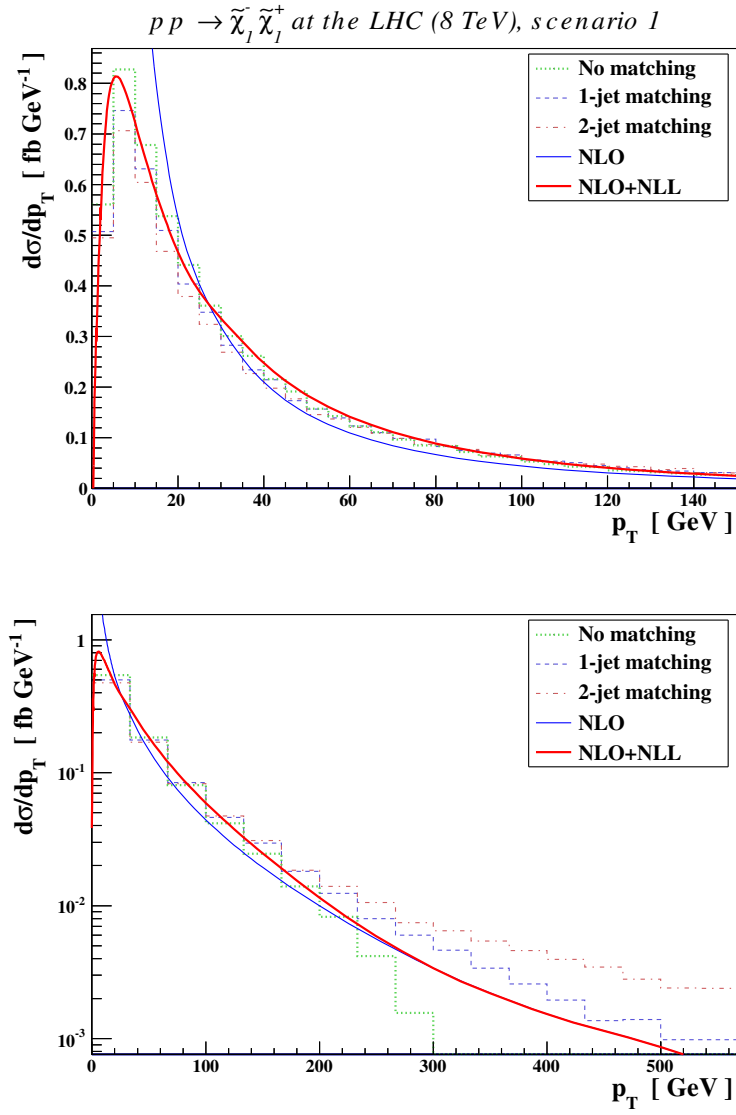 p p → χ̃₁⁻ χ̃₁⁺ at the LHC (8 TeV), scenario 1
dσ/dp_T [ fb GeV⁻¹ ]
0.8
0.7
0.6
0.5
0.4
0.3
0.2
0.1
0
No matching
1-jet matching
2-jet matching
NLO
NLO+NLL
0 20 40 60 80 100 120 140
p_T [ GeV ]
dσ/dp_T [ fb GeV⁻¹ ]
1
10⁻¹
10⁻²
10⁻³
No matching
1-jet matching
2-jet matching
NLO
NLO+NLL
0 100 200 300 400 500
p_T [ GeV ]